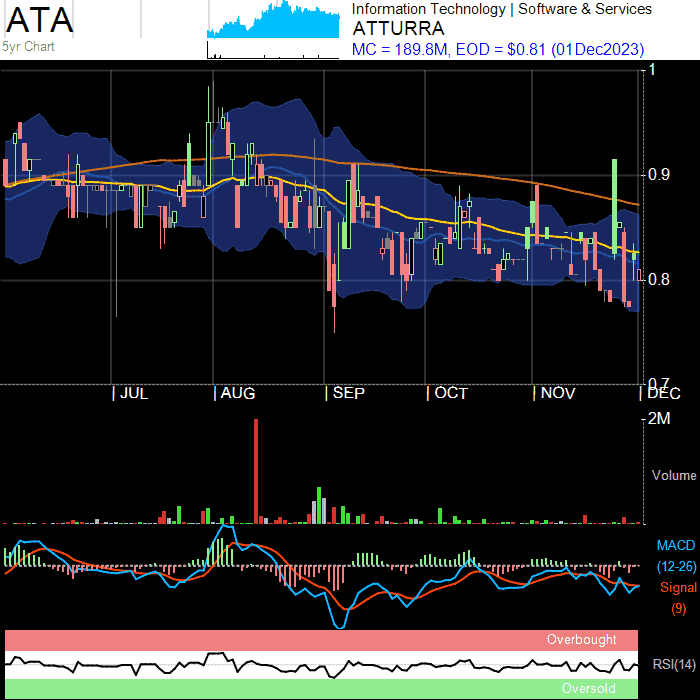 ATA
5yr Chart
Information Technology | Software & Services
ATTURRA
MC = 189.8M, EOD = $0.81 (01Dec2023)
1
0.9
0.8
0.7
| JUL | AUG | SEP | OCT | NOV | DEC
2M
Volume
MACD
(12-26)
Signal
(9)
Overbought
RSI(14)
Oversold